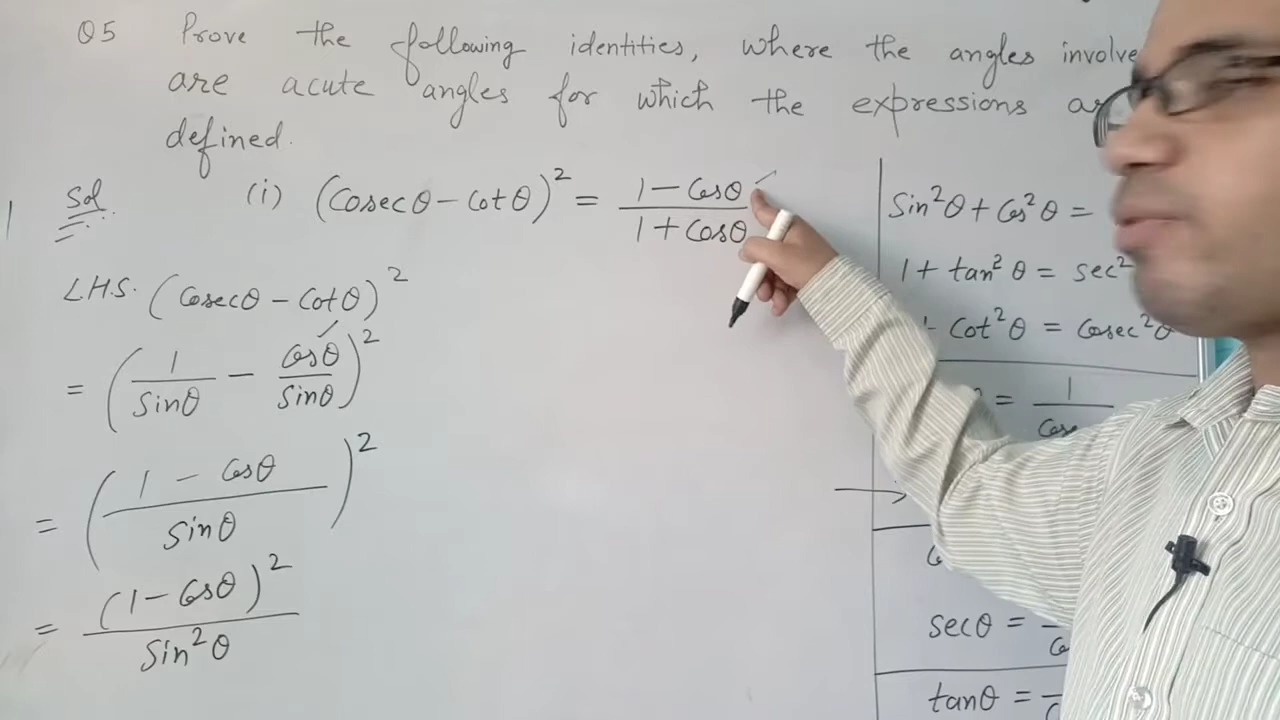 Q5 Prove the following identities, where the angles involve
are acute angles for which the expressions
defined.
Sol. (i) (Cosecθ - Cotθ)² = 1 - Cosθ / 1 + Cosθ
L.H.S. (Cosecθ - Cotθ)²
= (1 / Sinθ - Cosθ / Sinθ)²
= (1 - Cosθ / Sinθ)²
= (1 - Cosθ)² / Sin²θ
Sin²θ + Cos²θ =
1 + tan²θ = sec²
Cot²θ = Cosec²θ
= 1 /
secθ =
tanθ =